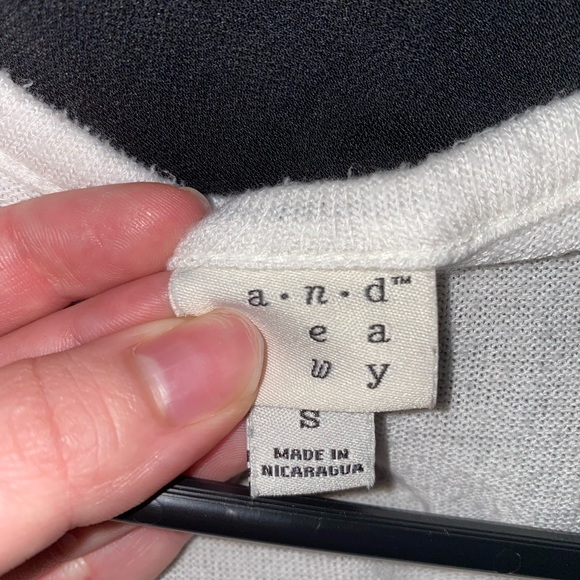 a・n・d™
e a
w y
S
MADE IN
NICARAGUA